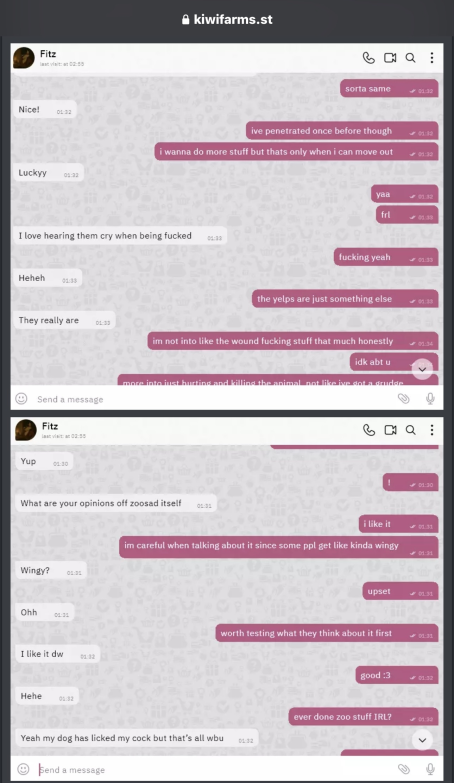 kiwifarms.st
Fitz
last visit: at 02:55
sorta same 01:32
Nice! 01:32
ive penetrated once before though 01:33
i wanna do more stuff but thats only when i can move out 01:32
Luckyy 01:32
yaa 01:32
frl 01:33
I love hearing them cry when being fucked 01:33
fucking yeah 01:33
Heheh 01:33
the yelps are just something else 01:33
They really are 01:33
im not into like the wound fucking stuff that much honestly 01:34
idk abt u
more into just hurting and killing the animal, not like ive got a grudge
Send a message
Fitz
last visit: at 02:55
Yup 01:30
! 01:30
What are your opinions off zoosad itself 01:31
i like it 01:31
im careful when talking about it since some ppl get like kinda wingy 01:31
Wingy? 01:31
upset 01:31
Ohh 01:31
worth testing what they think about it first 01:31
I like it dw 01:32
good :3 01:32
Hehe 01:32
ever done zoo stuff IRL? 01:32
Yeah my dog has licked my cock but that's all wbu 01:32
Send a message